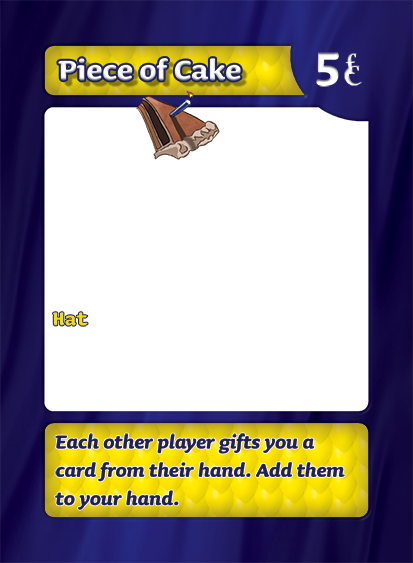 Piece of Cake
5 £
Hat
Each other player gifts you a
card from their hand. Add them
to your hand.